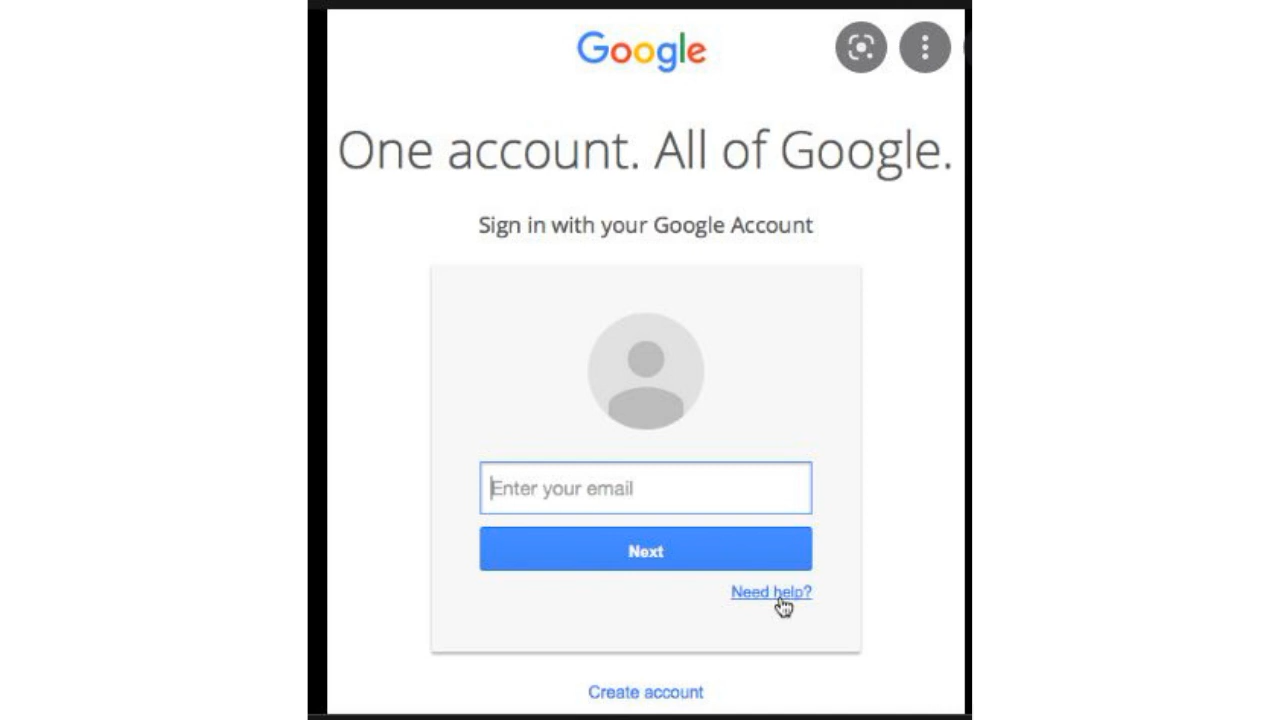 Google
One account. All of Google.
Sign in with your Google Account
Enter your email
Next
Need help?
Create account